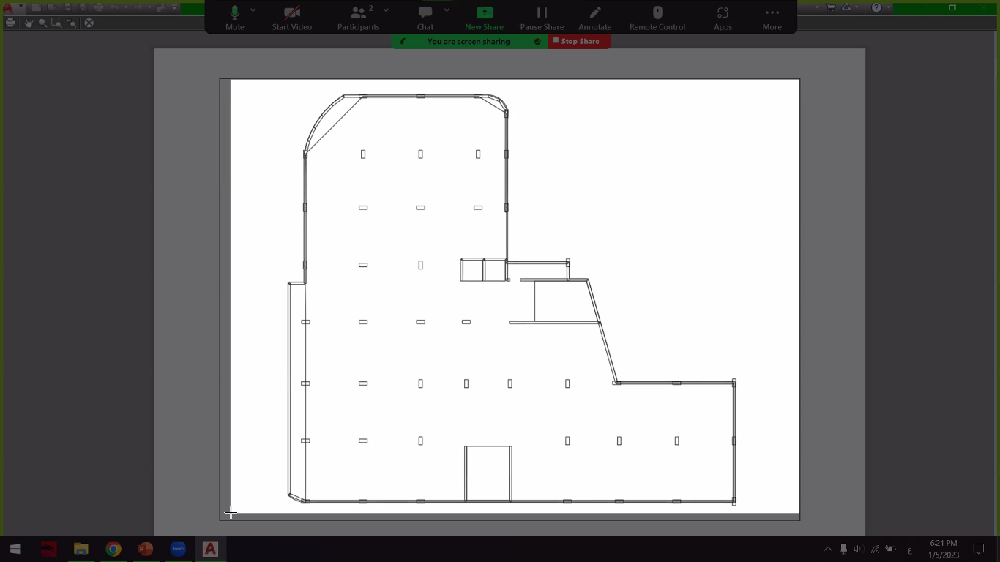 Mute
Start Video
2
Participants
Chat
New Share
Pause Share
Annotate
Remote Control
Apps
More
You are screen sharing
Stop Share
zoom
ع
6:21 PM
1/5/2023